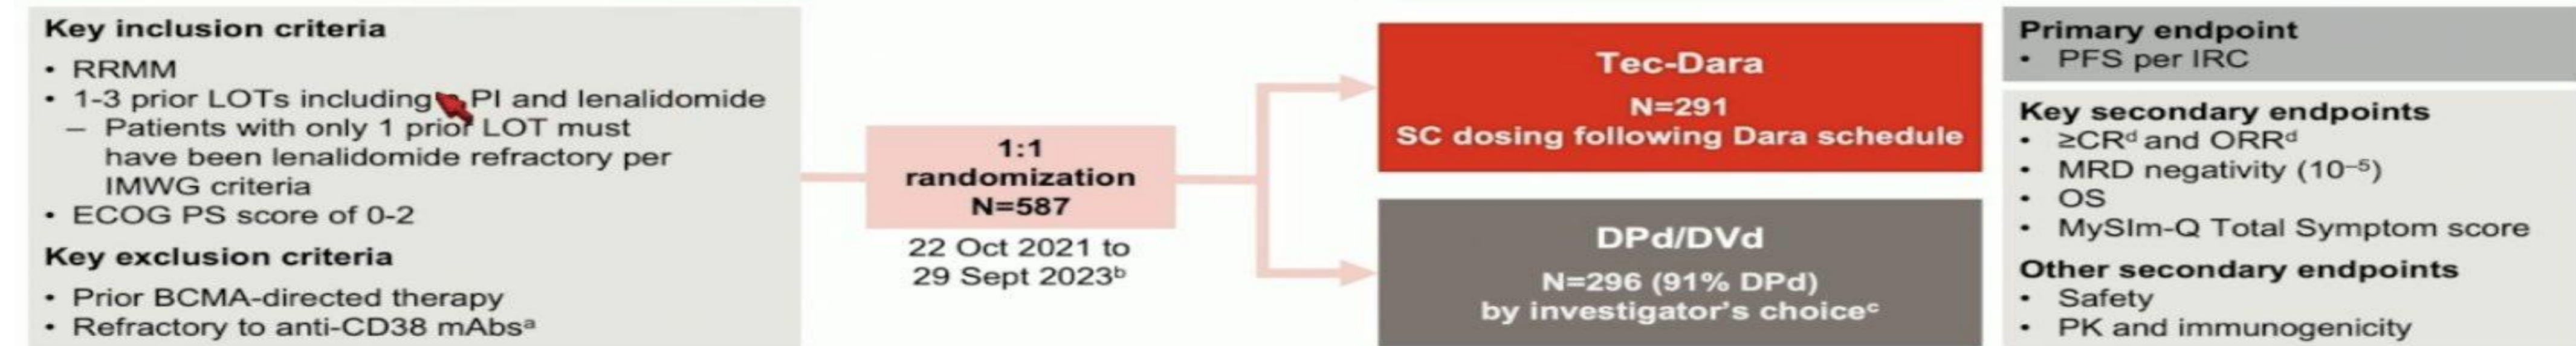 Key inclusion criteria
• RRMM
• 1-3 prior LOTs including PI and lenalidomide
– Patients with only 1 prior LOT must
have been lenalidomide refractory per
IMWG criteria
• ECOG PS score of 0-2
Key exclusion criteria
• Prior BCMA-directed therapy
• Refractory to anti-CD38 mAbsᵃ
1:1
randomization
N=587
22 Oct 2021 to
29 Sept 2023ᵇ
Tec-Dara
N=291
SC dosing following Dara schedule
DPd/DVd
N=296 (91% DPd)
by investigator's choiceᶜ
Primary endpoint
• PFS per IRC
Key secondary endpoints
• ≥CRᵈ and ORRᵈ
• MRD negativity (10⁻⁵)
• OS
• MySIm-Q Total Symptom score
Other secondary endpoints
• Safety
• PK and immunogenicity